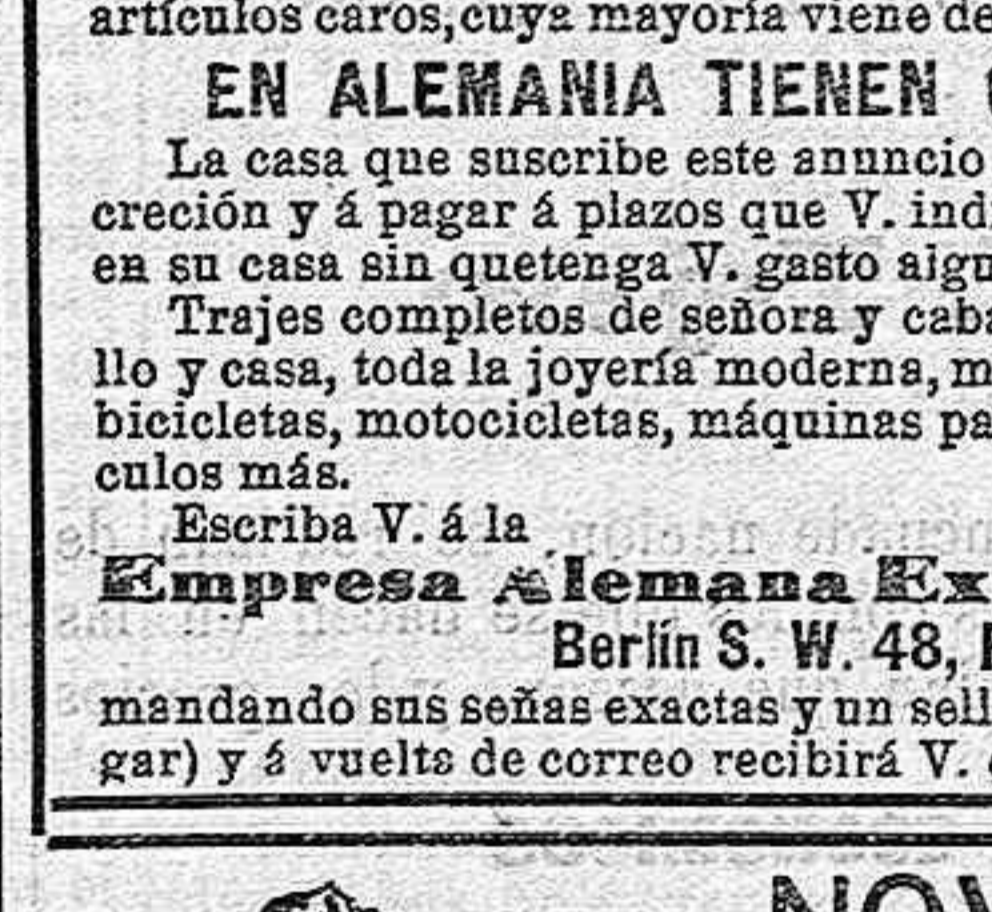 artículos caros, cuya mayoría viene de
EN ALEMANIA TIENEN
La casa que suscribe este anuncio
creción y á pagar á plazos que V. indi
en su casa sin quetenga V. gasto algu
Trajes completos de señora y caba
llo y casa, toda la joyería moderna, m
bicicletas, motocicletas, máquinas pa
culos más.
Escriba V. á la
Empresa Alemana Ex
Berlín S. W. 48,
mandando sus señas exactas y un sell
gar) y á vuelta de correo recibirá V.
NOV